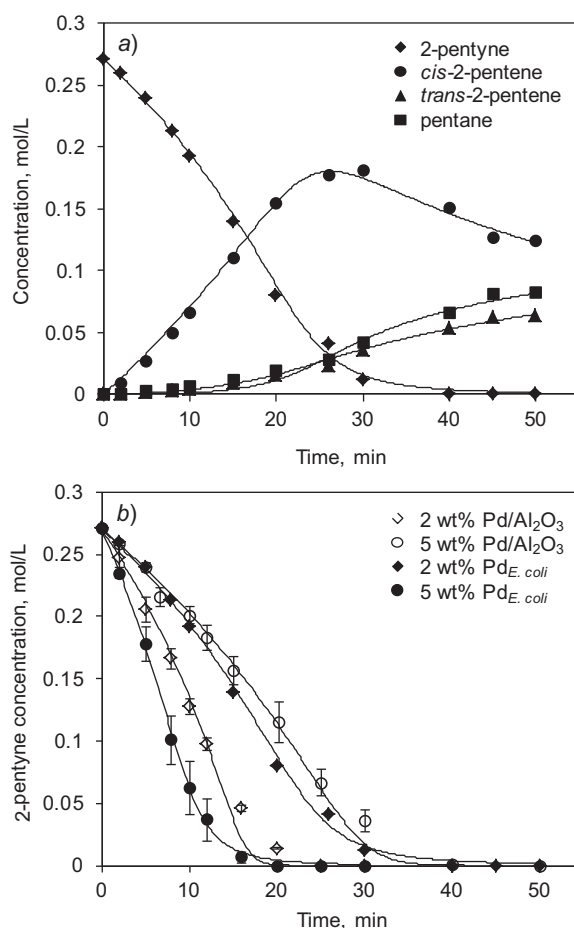 a)
2-pentyne
cis-2-pentene
trans-2-pentene
pentane
Concentration, mol/L
0.3
0.25
0.2
0.15
0.1
0.05
0
0 10 20 30 40 50
Time, min
b)
2 wt% Pd/Al₂O₃
5 wt% Pd/Al₂O₃
2 wt% Pd_E. coli
5 wt% Pd_E. coli
2-pentyne concentration, mol/L
0.3
0.25
0.2
0.15
0.1
0.05
0
0 10 20 30 40 50
Time, min